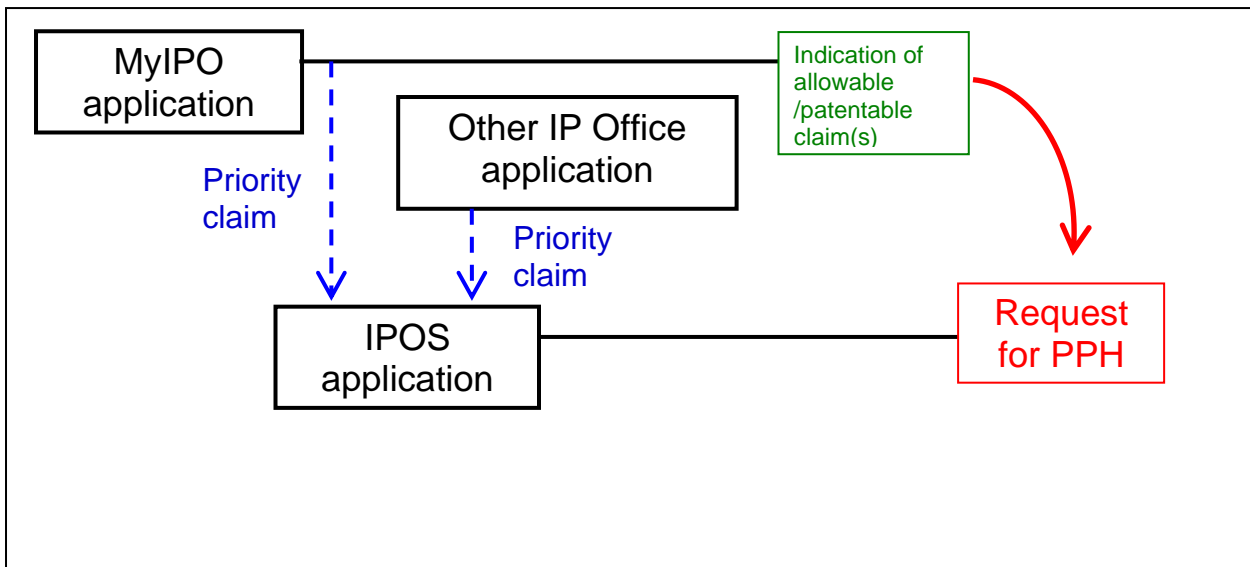 MyIPO
application
Indication of
allowable
/patentable
claim(s)
Other IP Office
application
Priority
claim
Priority
claim
IPOS
application
Request
for PPH